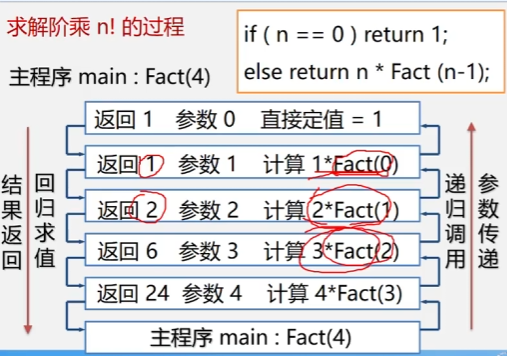 求解阶乘 n! 的过程
if ( n == 0 ) return 1;
else return n * Fact (n-1);
主程序 main : Fact(4)
返回 1 参数 0 直接定值 = 1
返回 1 参数 1 计算 1*Fact(0)
返回 2 参数 2 计算 2*Fact(1)
返回 6 参数 3 计算 3*Fact(2)
返回 24 参数 4 计算 4*Fact(3)
主程序 main : Fact(4)
结果返回
回归求值
递归调用
参数传递